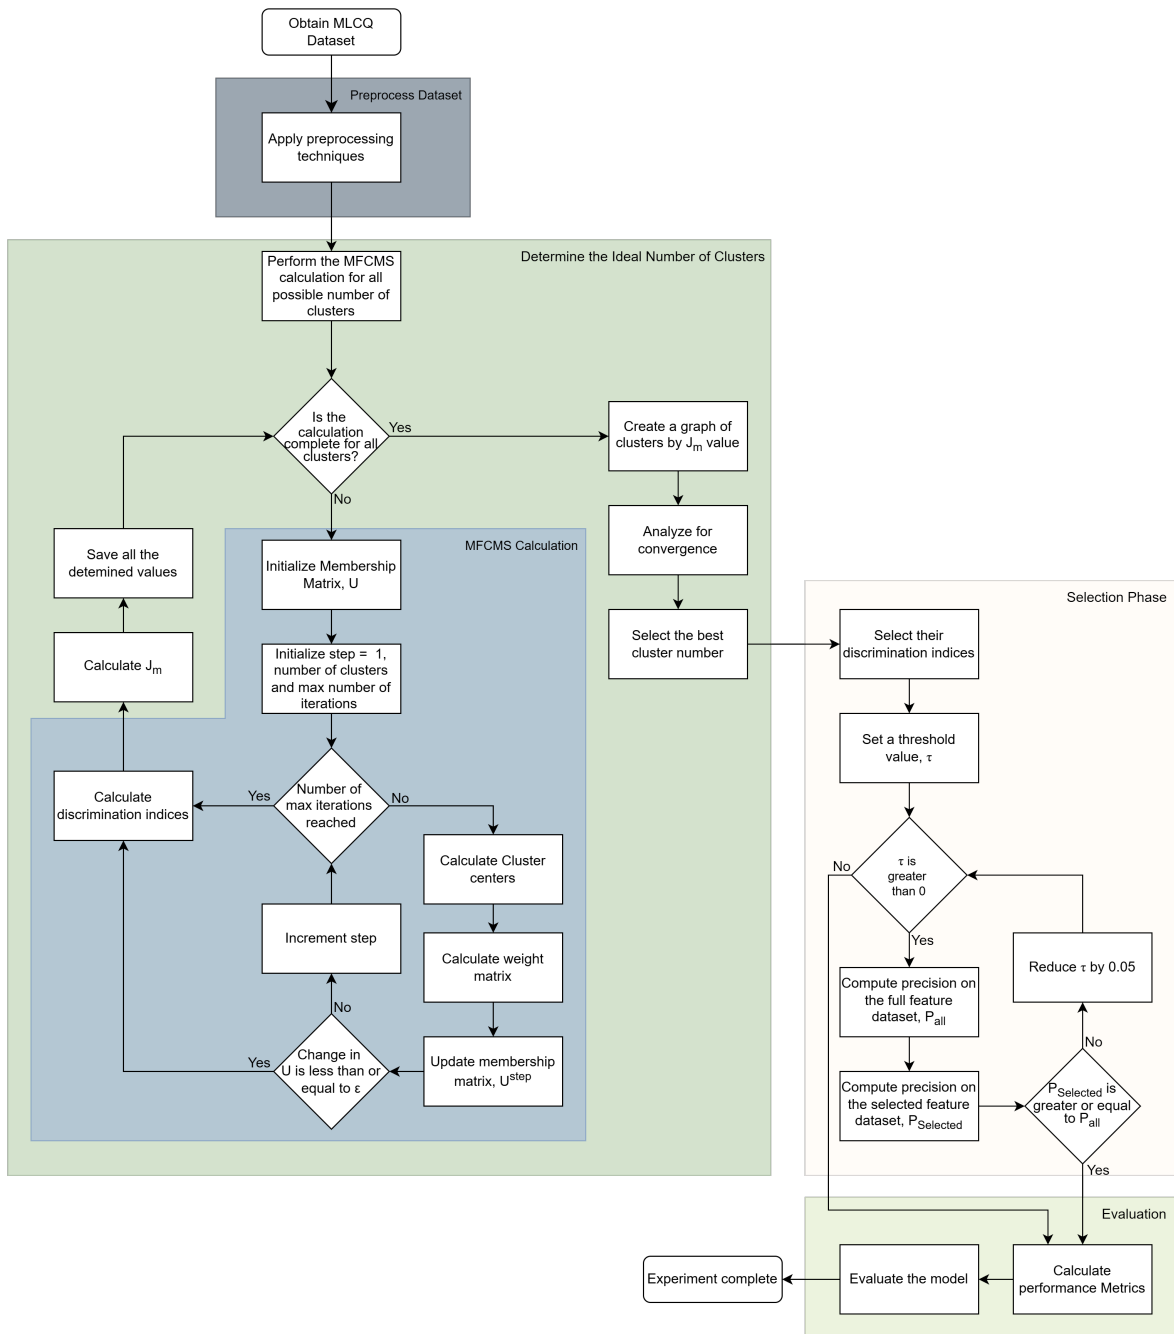 Obtain MLCQ
Dataset
Preprocess Dataset
Apply preprocessing
techniques
Determine the Ideal Number of Clusters
Perform the MFCMS
calculation for all
possible number of
clusters
Is the
calculation
complete for all
clusters?
Yes
No
Create a graph of
clusters by Jm value
Analyze for
convergence
Select the best
cluster number
Save all the
detemined values
Calculate Jm
MFCMS Calculation
Initialize Membership
Matrix, U
Initialize step = 1,
number of clusters
and max number of
iterations
Number of
max iterations
reached
Yes
No
Calculate
discrimination indices
Calculate Cluster
centers
Increment step
Calculate weight
matrix
No
Yes
Change in
U is less than or
equal to ε
Update membership
matrix, Ustep
Selection Phase
Select their
discrimination indices
Set a threshold
value, τ
τ is
greater
than 0
No
Yes
Reduce τ by 0.05
Compute precision on
the full feature
dataset, Pall
No
Compute precision on
the selected feature
dataset, PSelected
PSelected is
greater or equal
to Pall
Yes
Evaluation
Calculate
performance Metrics
Evaluate the model
Experiment complete